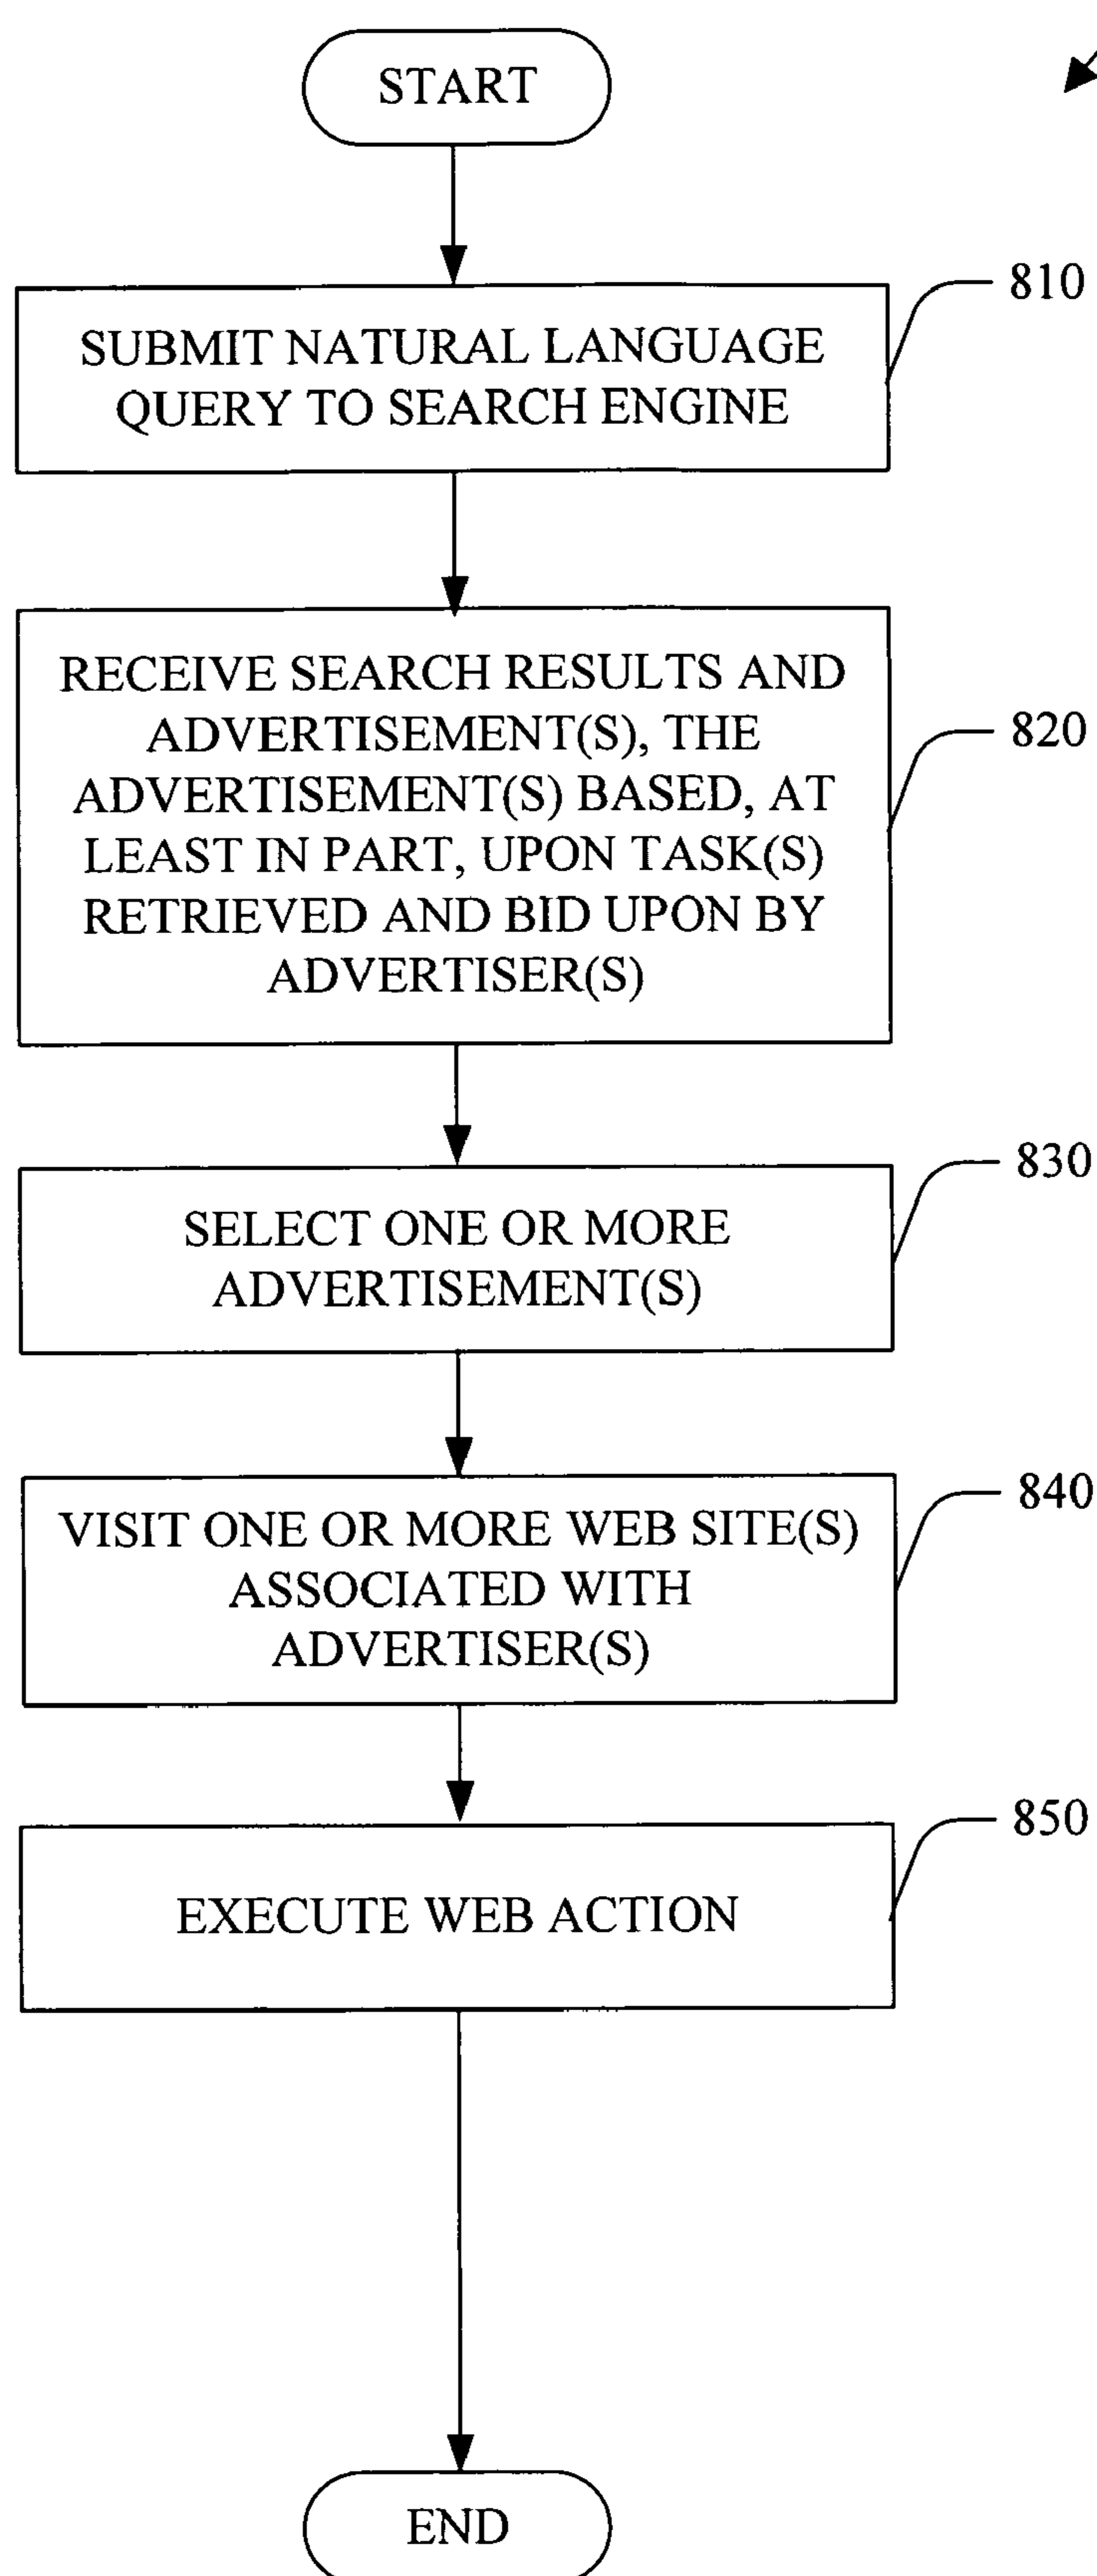 START
810
SUBMIT NATURAL LANGUAGE
QUERY TO SEARCH ENGINE
820
RECEIVE SEARCH RESULTS AND
ADVERTISEMENT(S), THE
ADVERTISEMENT(S) BASED, AT
LEAST IN PART, UPON TASK(S)
RETRIEVED AND BID UPON BY
ADVERTISER(S)
830
SELECT ONE OR MORE
ADVERTISEMENT(S)
840
VISIT ONE OR MORE WEB SITE(S)
ASSOCIATED WITH
ADVERTISER(S)
850
EXECUTE WEB ACTION
END